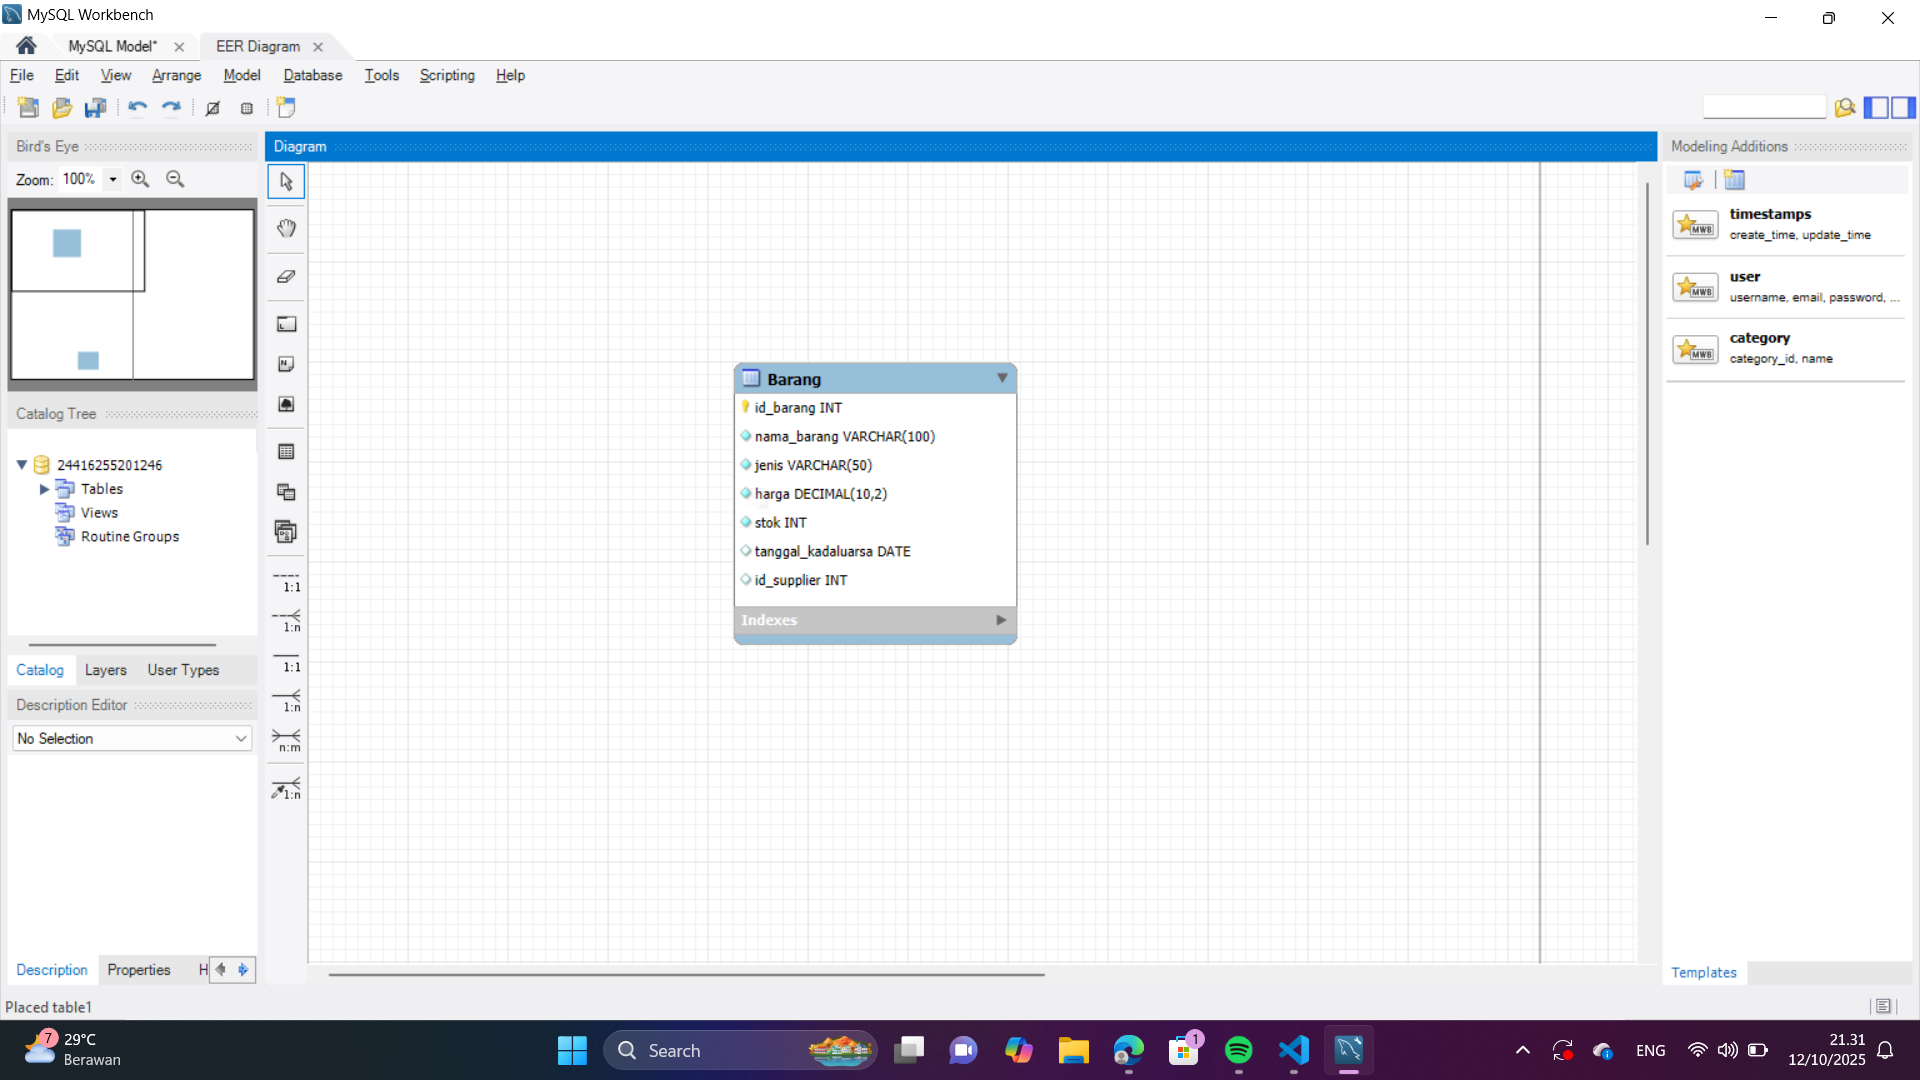 MySQL Workbench
MySQL Model*
EER Diagram
File Edit View Arrange Model Database Tools Scripting Help
Bird's Eye
Zoom: 100%
Catalog Tree
24416255201246
Tables
Views
Routine Groups
Catalog Layers User Types
Description Editor
No Selection
Description Properties H
Placed table1
Diagram
1:1
1:n
1:1
1:n
n:m
1:n
Barang
id_barang INT
nama_barang VARCHAR(100)
jenis VARCHAR(50)
harga DECIMAL(10,2)
stok INT
tanggal_kadaluarsa DATE
id_supplier INT
Indexes
Modeling Additions
MWB
timestamps
create_time, update_time
MWB
user
username, email, password, ...
MWB
category
category_id, name
Templates
7
29°C
Berawan
Search
1
ENG
21.31
12/10/2025